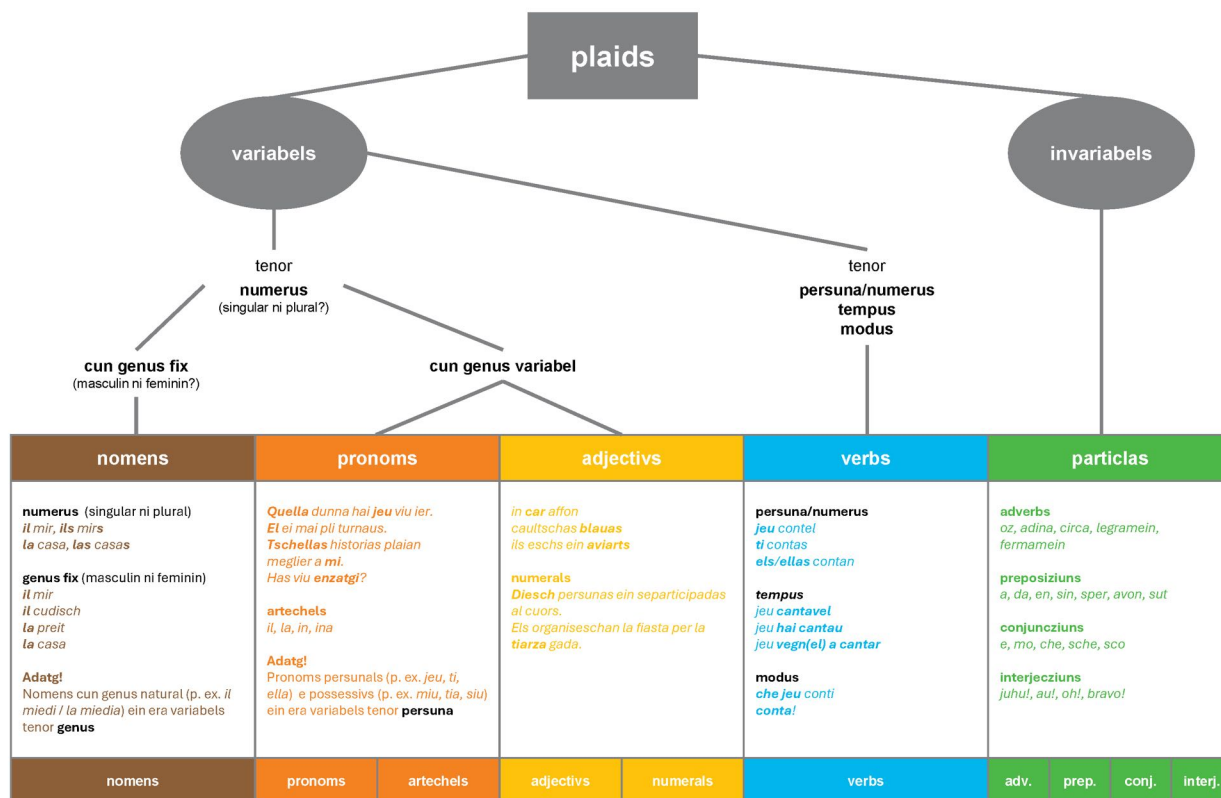 plaids
variabels
invariabels
tenor
numerus
(singular ni plural?)
tenor
persuna/numerus
tempus
modus
cun genus fix
(masculin ni feminin?)
cun genus variabel
nomens
pronoms
adjectivs
verbs
particlas
numerus (singular ni plural)
il mir, ils mirs
la casa, las casas
genus fix (masculin ni feminin)
il mir
il cudisch
la preit
la casa
Adatg!
Nomens cun genus natural (p. ex. il
miedi / la miedia) ein era variabels
tenor genus
Quella dunna hai jeu viu ier.
El ei mai pli turnaus.
Tschellas historias plaian
meglier a mi.
Has viu enzatgi?
artechels
il, la, in, ina
Adatg!
Pronoms persunals (p. ex. jeu, ti,
ella) e possessivs (p. ex. miu, tia, siu)
ein era variabels tenor persuna
in car affon
caultschas blauas
ils eschs ein aviarts
numerals
Diesch persunas ein separticipadas
al cuors.
Els organiseschan la fiasta per la
tiarza gada.
persuna/numerus
jeu contel
ti contas
els/ellas contan
tempus
jeu cantavel
jeu hai cantau
jeu vegn(el) a cantar
modus
che jeu conti
conta!
adverbs
oz, adina, circa, legramein,
fermamein
preposiziuns
a, da, en, sin, sper, avon, sut
conjuncziuns
e, mo, che, sche, sco
interjecziuns
juhu!, au!, oh!, bravo!
nomens
pronoms
artechels
adjectivs
numerals
verbs
adv.
prep.
conj.
interj.